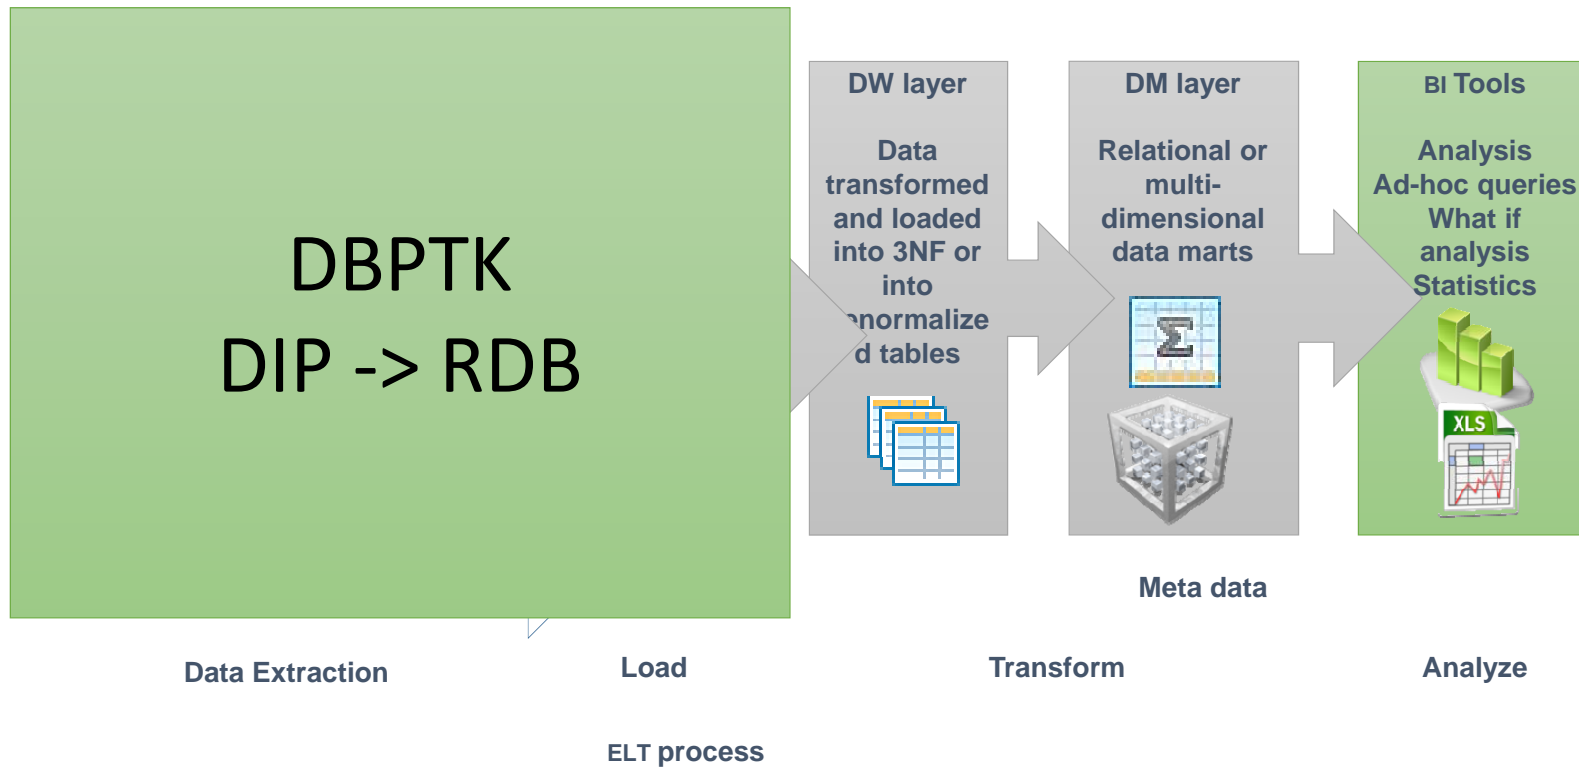 DBPTK
DIP -> RDB
DW layer
Data
transformed
and loaded
into 3NF or
into
enormalize
d tables
DM layer
Relational or
multi-
dimensional
data marts
BI Tools
Analysis
Ad-hoc queries
What if
analysis
Statistics
XLS
Meta data
Data Extraction
Load
Transform
Analyze
ELT process